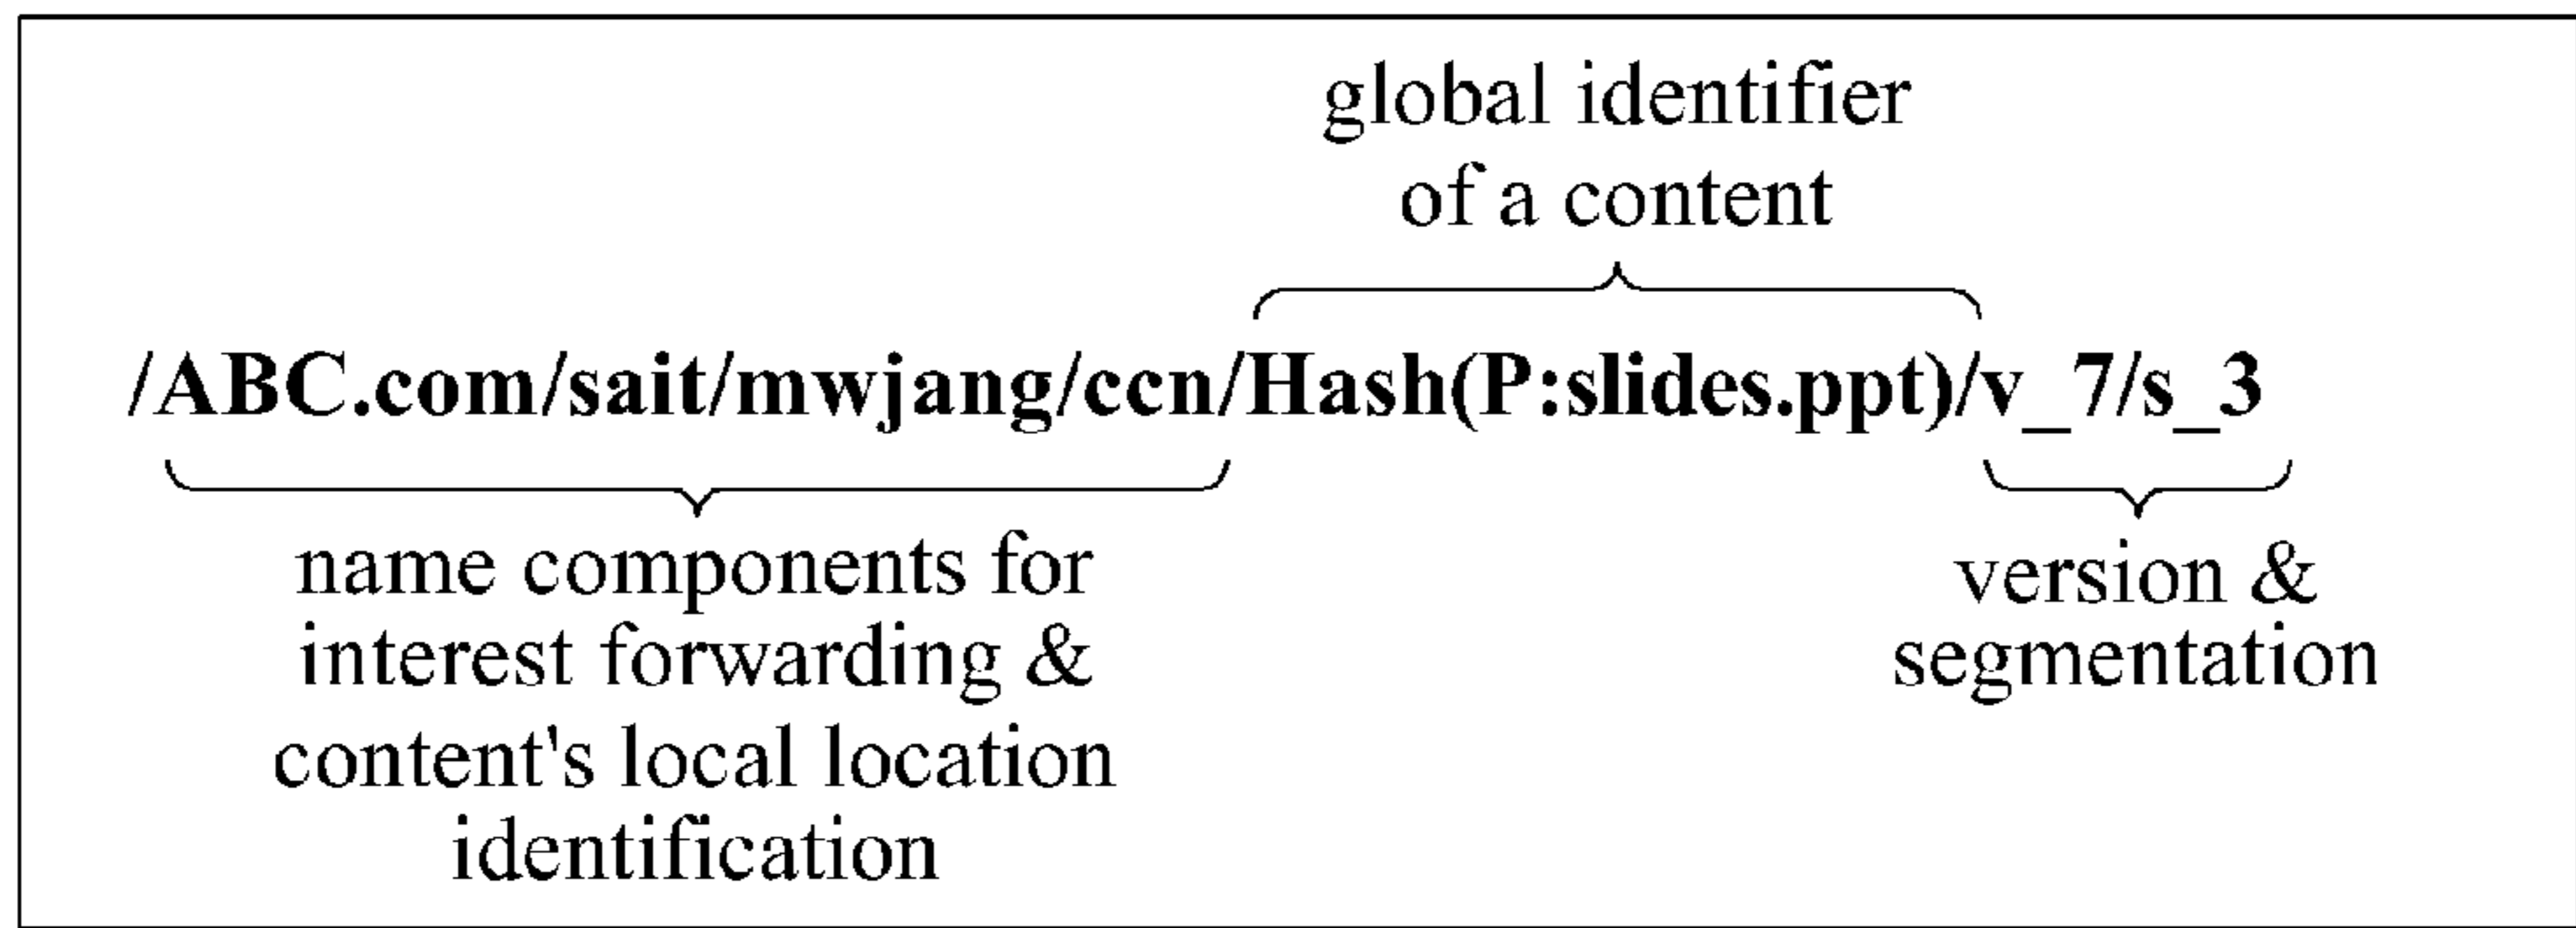 global identifier
of a content
/ABC.com/sait/mwjang/ccn/Hash(P:slides.ppt)/v_7/s_3
name components for
interest forwarding &
content's local location
identification
version &
segmentation